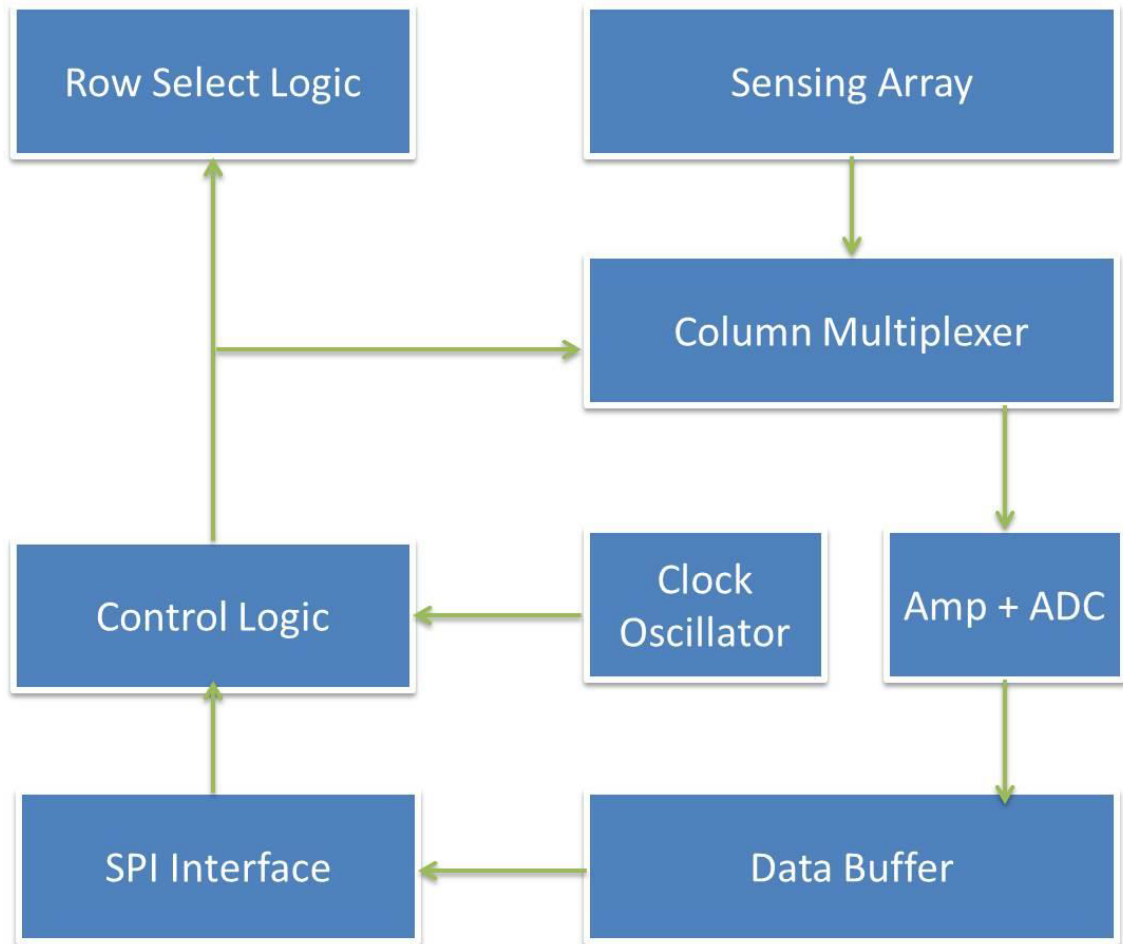 Row Select Logic
Sensing Array
Column Multiplexer
Control Logic
Clock
Oscillator
Amp + ADC
SPI Interface
Data Buffer